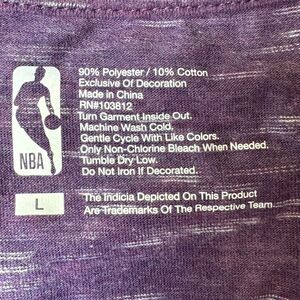 90% Polyester / 10% Cotton
Exclusive Of Decoration
Made in China
RN#103812
Turn Garment Inside Out.
Machine Wash Cold.
Gentle Cycle With Like Colors.
Only Non-Chlorine Bleach When Needed.
Tumble Dry Low.
Do Not Iron If Decorated.
NBA
L
The Indicia Depicted On This Product
Are Trademarks Of The Respective Team.